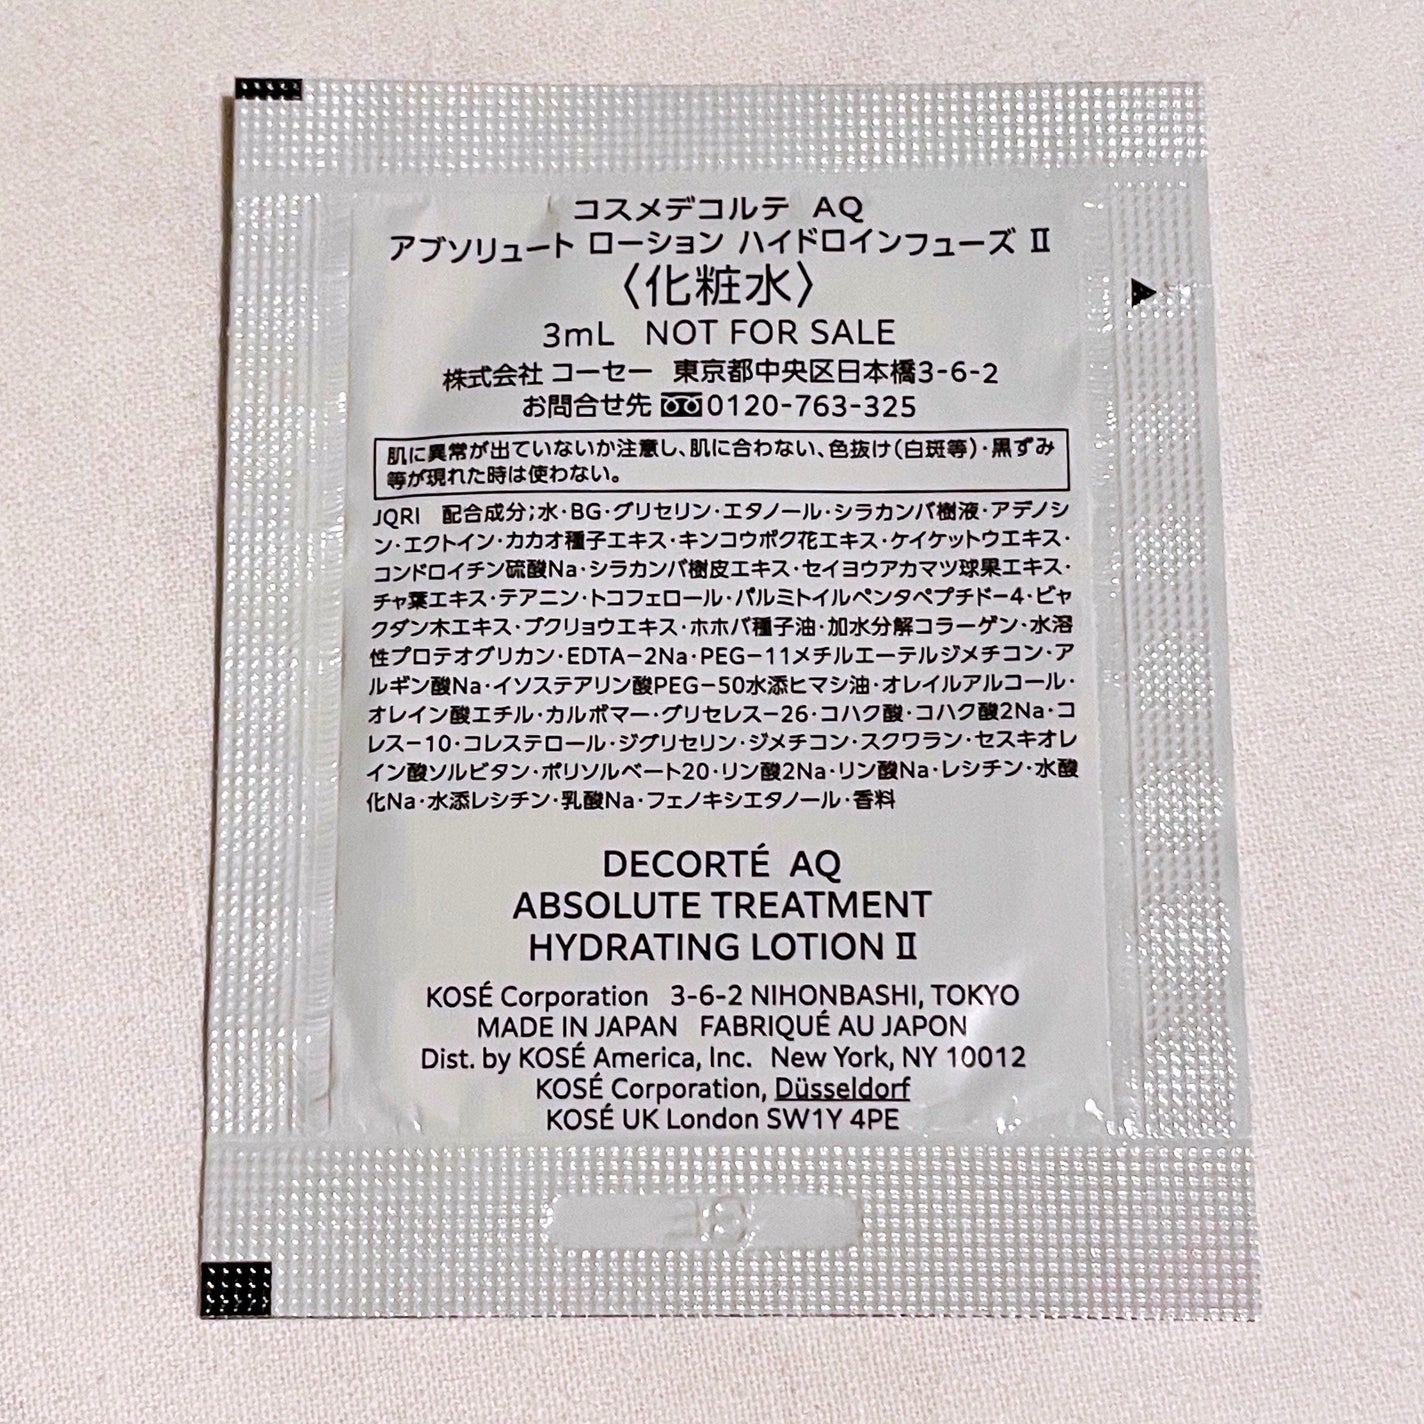 コスメデコルテ AQ
アブソリュート ローション ハイドロインフューズ Ⅱ
〈化粧水〉
3mL NOT FOR SALE
株式会社 コーセー 東京都中央区日本橋3-6-2
お問合せ先 0120-763-325
肌に異常が出ていないか注意し、肌に合わない、色抜け(白斑等)・黒ずみ
等が現れた時は使わない。
JQRI 配合成分;水・BG・グリセリン・エタノール・シラカンバ樹液・アデノシ
ン・エクトイン・カカオ種子エキス・キンコウボク花エキス・ケイケットウエキス・
コンドロイチン硫酸Na・シラカンバ樹皮エキス・セイヨウアカマツ球果エキス・
チャ葉エキス・テアニン・トコフェロール・パルミトイルペンタペプチド-4・ビャ
クダン木エキス・ブクリョウエキス・ホホバ種子油・加水分解コラーゲン・水溶
性プロテオグリカン・EDTA-2Na・PEG-11メチルエーテルジメチコン・ア
ルギン酸Na・イソステアリン酸PEG-50水添ヒマシ油・オレイルアルコール・
オレイン酸エチル・カルボマー・グリセレス-26・コハク酸・コハク酸2Na・コ
レス-10・コレステロール・ジグリセリン・ジメチコン・スクワラン・セスキオレ
イン酸ソルビタン・ポリソルベート20・リン酸2Na・リン酸Na・レシチン・水酸
化Na・水添レシチン・乳酸Na・フェノキシエタノール・香料
DECORTÉ AQ
ABSOLUTE TREATMENT
HYDRATING LOTION Ⅱ
KOSÉ Corporation 3-6-2 NIHONBASHI, TOKYO
MADE IN JAPAN FABRIQUÉ AU JAPON
Dist. by KOSÉ America, Inc. New York, NY 10012
KOSÉ Corporation, Düsseldorf
KOSÉ UK London SW1Y 4PE